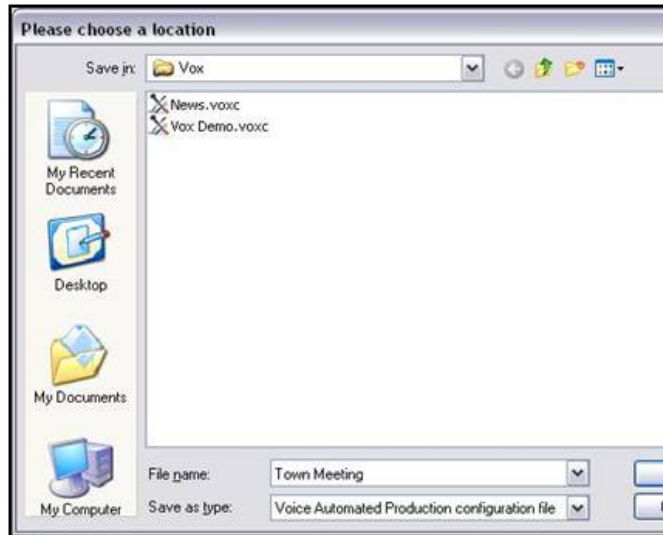 Please choose a location
Save in:
Vox
News.voxc
Vox Demo.voxc
My Recent
Documents
Desktop
My Documents
My Computer
File name:
Town Meeting
Save as type:
Voice Automated Production configuration file